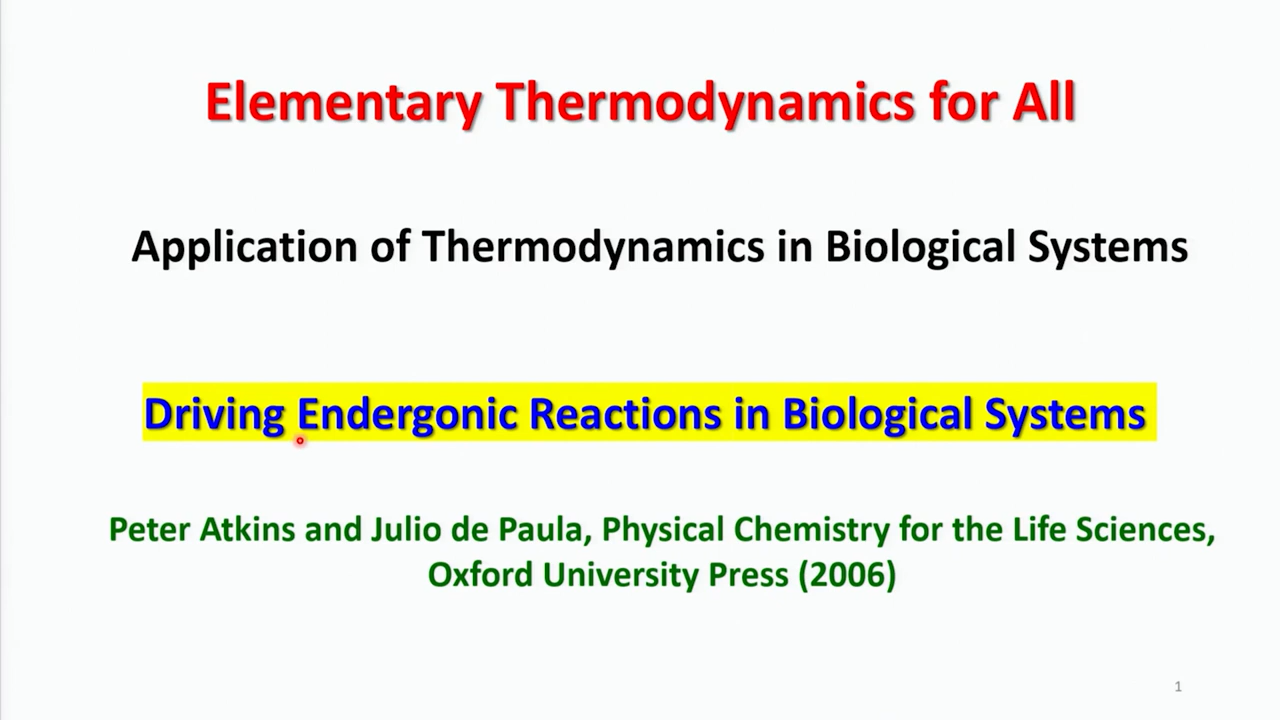 Elementary Thermodynamics for All
Application of Thermodynamics in Biological Systems
Driving Endergonic Reactions in Biological Systems
Peter Atkins and Julio de Paula, Physical Chemistry for the Life Sciences,
Oxford University Press (2006)
1